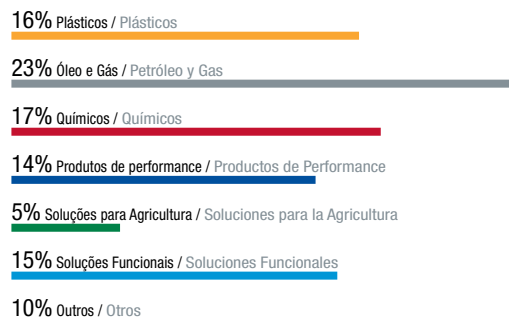 16% Plásticos / Plásticos
23% Óleo e Gás / Petróleo y Gas
17% Químicos / Químicos
14% Produtos de performance / Productos de Performance
5% Soluções para Agricultura / Soluciones para la Agricultura
15% Soluções Funcionais / Soluciones Funcionales
10% Outros / Otros